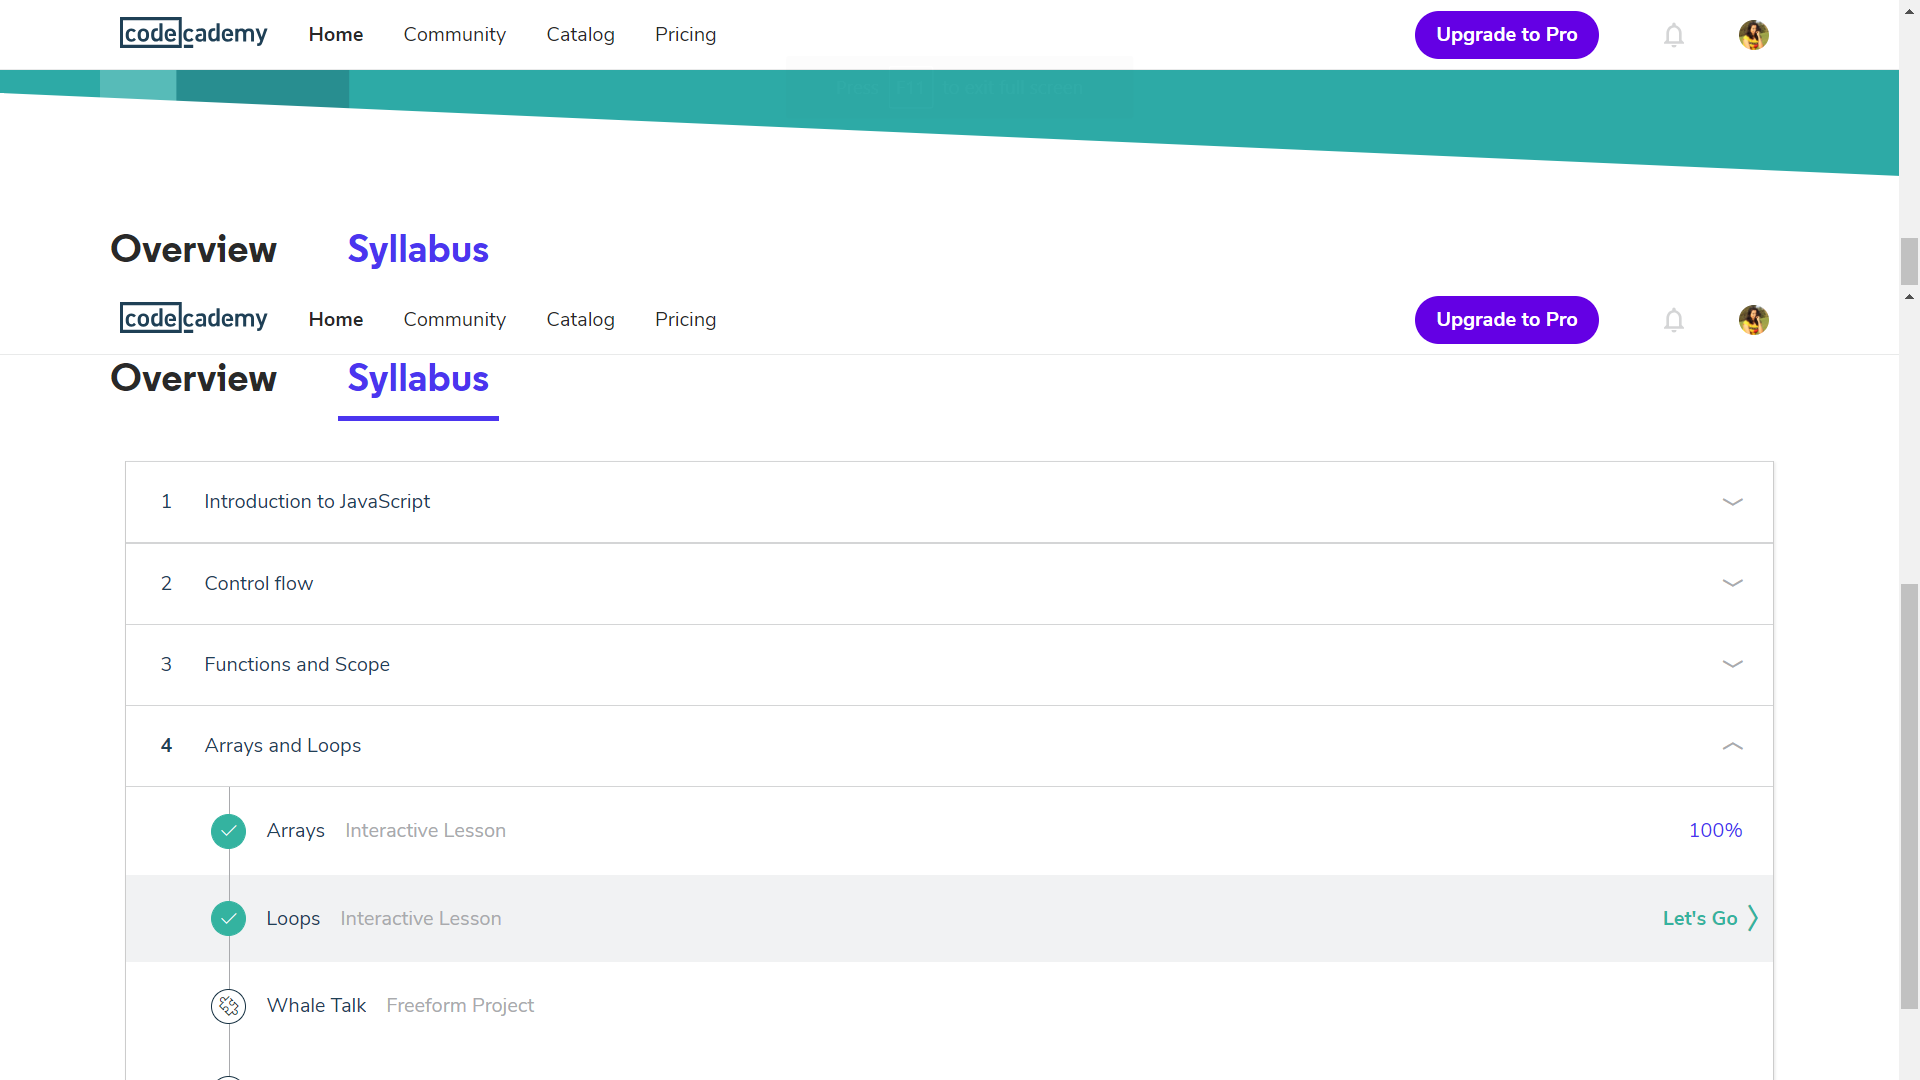 codecademy Home Community Catalog Pricing Upgrade to Pro
Overview Syllabus
codecademy Home Community Catalog Pricing Upgrade to Pro
Overview Syllabus
1 Introduction to JavaScript
2 Control flow
3 Functions and Scope
4 Arrays and Loops
Arrays Interactive Lesson 100%
Loops Interactive Lesson Let's Go
Whale Talk Freeform Project